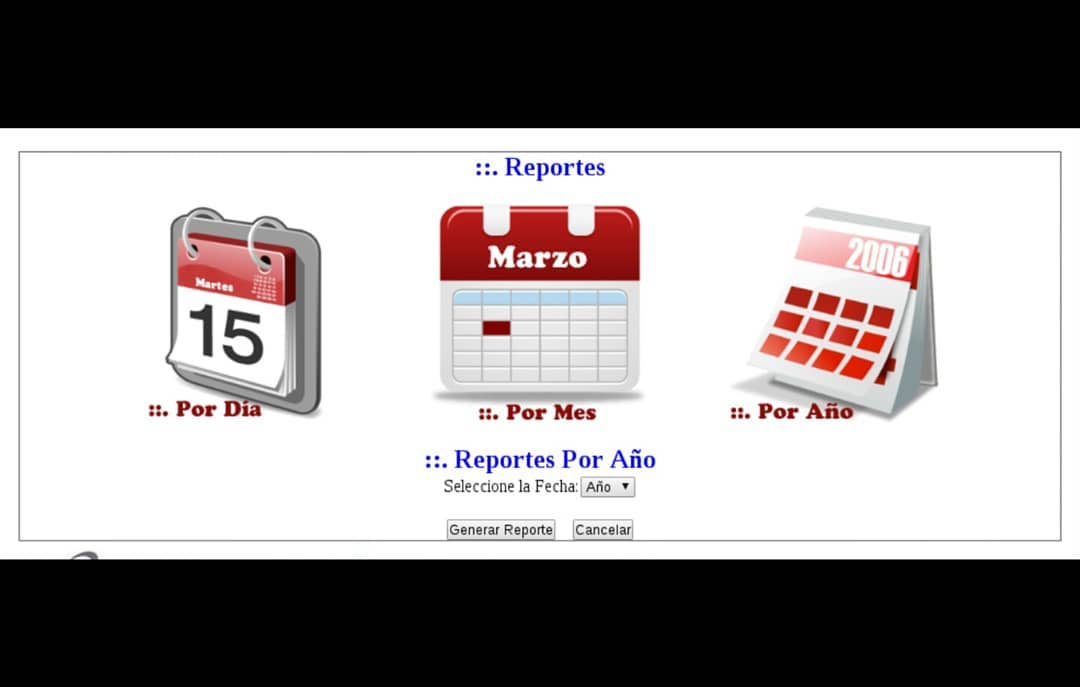 ::. Reportes
Martes
15
Marzo
2006
::. Por Día
::. Por Mes
::. Por Año
::. Reportes Por Año
Seleccione la Fecha: Año ▼
Generar Reporte Cancelar